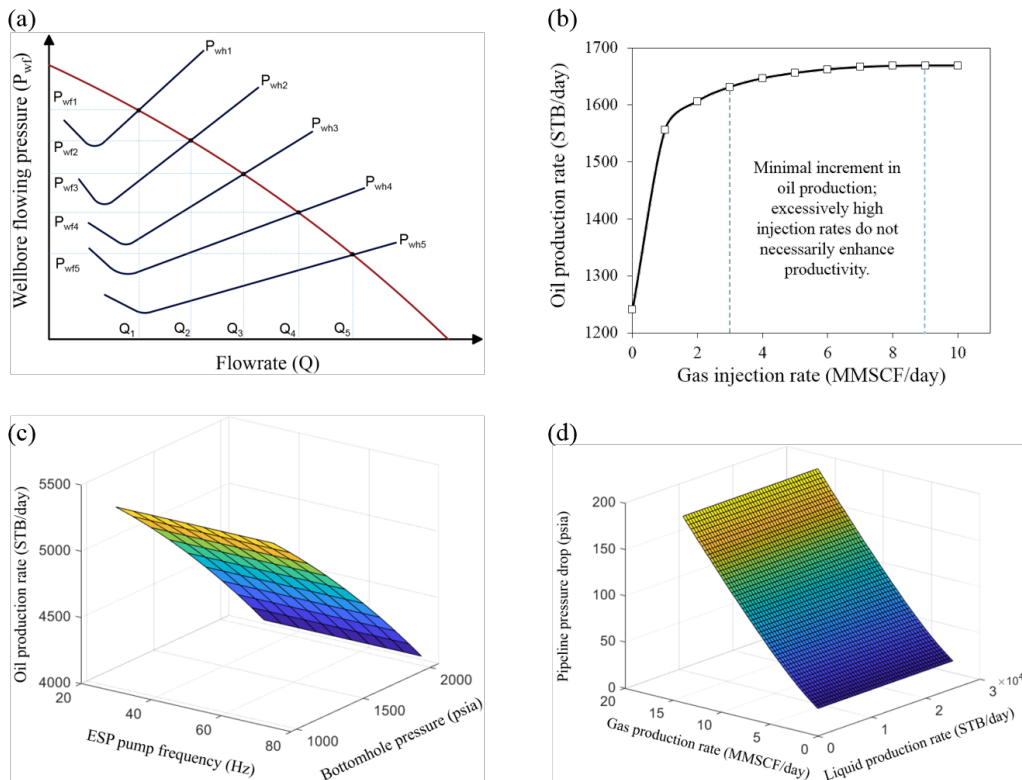 (a)
Wellbore flowing pressure (Pwf)
Pwf1
Pwf2
Pwf3
Pwf4
Pwf5
Pwh1
Pwh2
Pwh3
Pwh4
Pwh5
Q1
Q2
Q3
Q4
Q5
Flowrate (Q)
(b)
Oil production rate (STB/day)
1700
1600
1500
1400
1300
1200
Minimal increment in
oil production;
excessively high
injection rates do not
necessarily enhance
productivity.
0
2
4
6
8
10
Gas injection rate (MMSCF/day)
(c)
Oil production rate (STB/day)
5500
5000
4500
4000
20
40
60
80
ESP pump frequency (Hz)
1000
1500
2000
Bottomhole pressure (psia)
(d)
Pipeline pressure drop (psia)
200
150
100
50
0
20
15
10
5
0
Gas production rate (MMSCF/day)
0
1
2
3
×10⁴
Liquid production rate (STB/day)